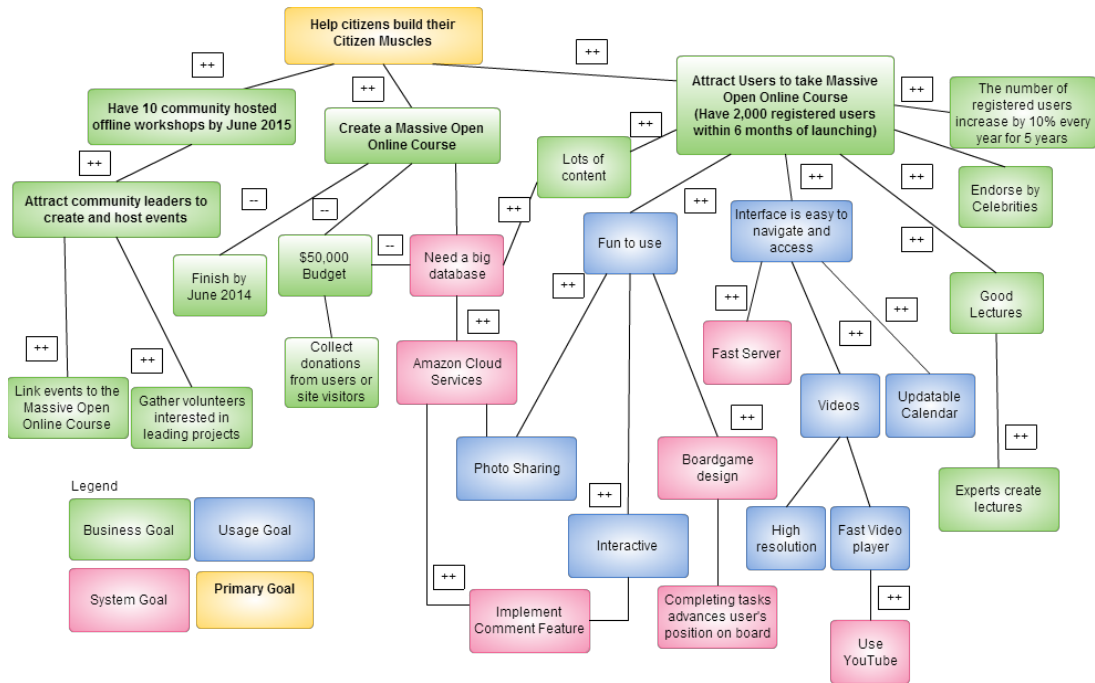 Help citizens build their
Citizen Muscles
++
++
++
Have 10 community hosted
offline workshops by June 2015
Create a Massive Open
Online Course
Attract Users to take Massive
Open Online Course
(Have 2,000 registered users
within 6 months of launching)
++
The number of
registered users
increase by 10% every
year for 5 years
++
Lots of
content
++
++
++
Endorse by
Celebrities
Attract community leaders to
create and host events
--
--
++
++
Interface is easy to
navigate and
access
++
Fun to use
Finish by
June 2014
$50,000
Budget
--
Need a big
database
++
++
++
Good
Lectures
++
++
++
Fast Server
Collect
donations
from users or
site visitors
Amazon Cloud
Services
Link events to the
Massive Open
Online Course
Gather volunteers
interested in
leading projects
Videos
Updatable
Calendar
++
++
Photo Sharing
Boardgame
design
Experts create
lectures
Legend
Business Goal
Usage Goal
System Goal
Primary Goal
++
Interactive
High
resolution
Fast Video
player
++
Implement
Comment Feature
Completing tasks
advances user's
position on board
++
Use
YouTube